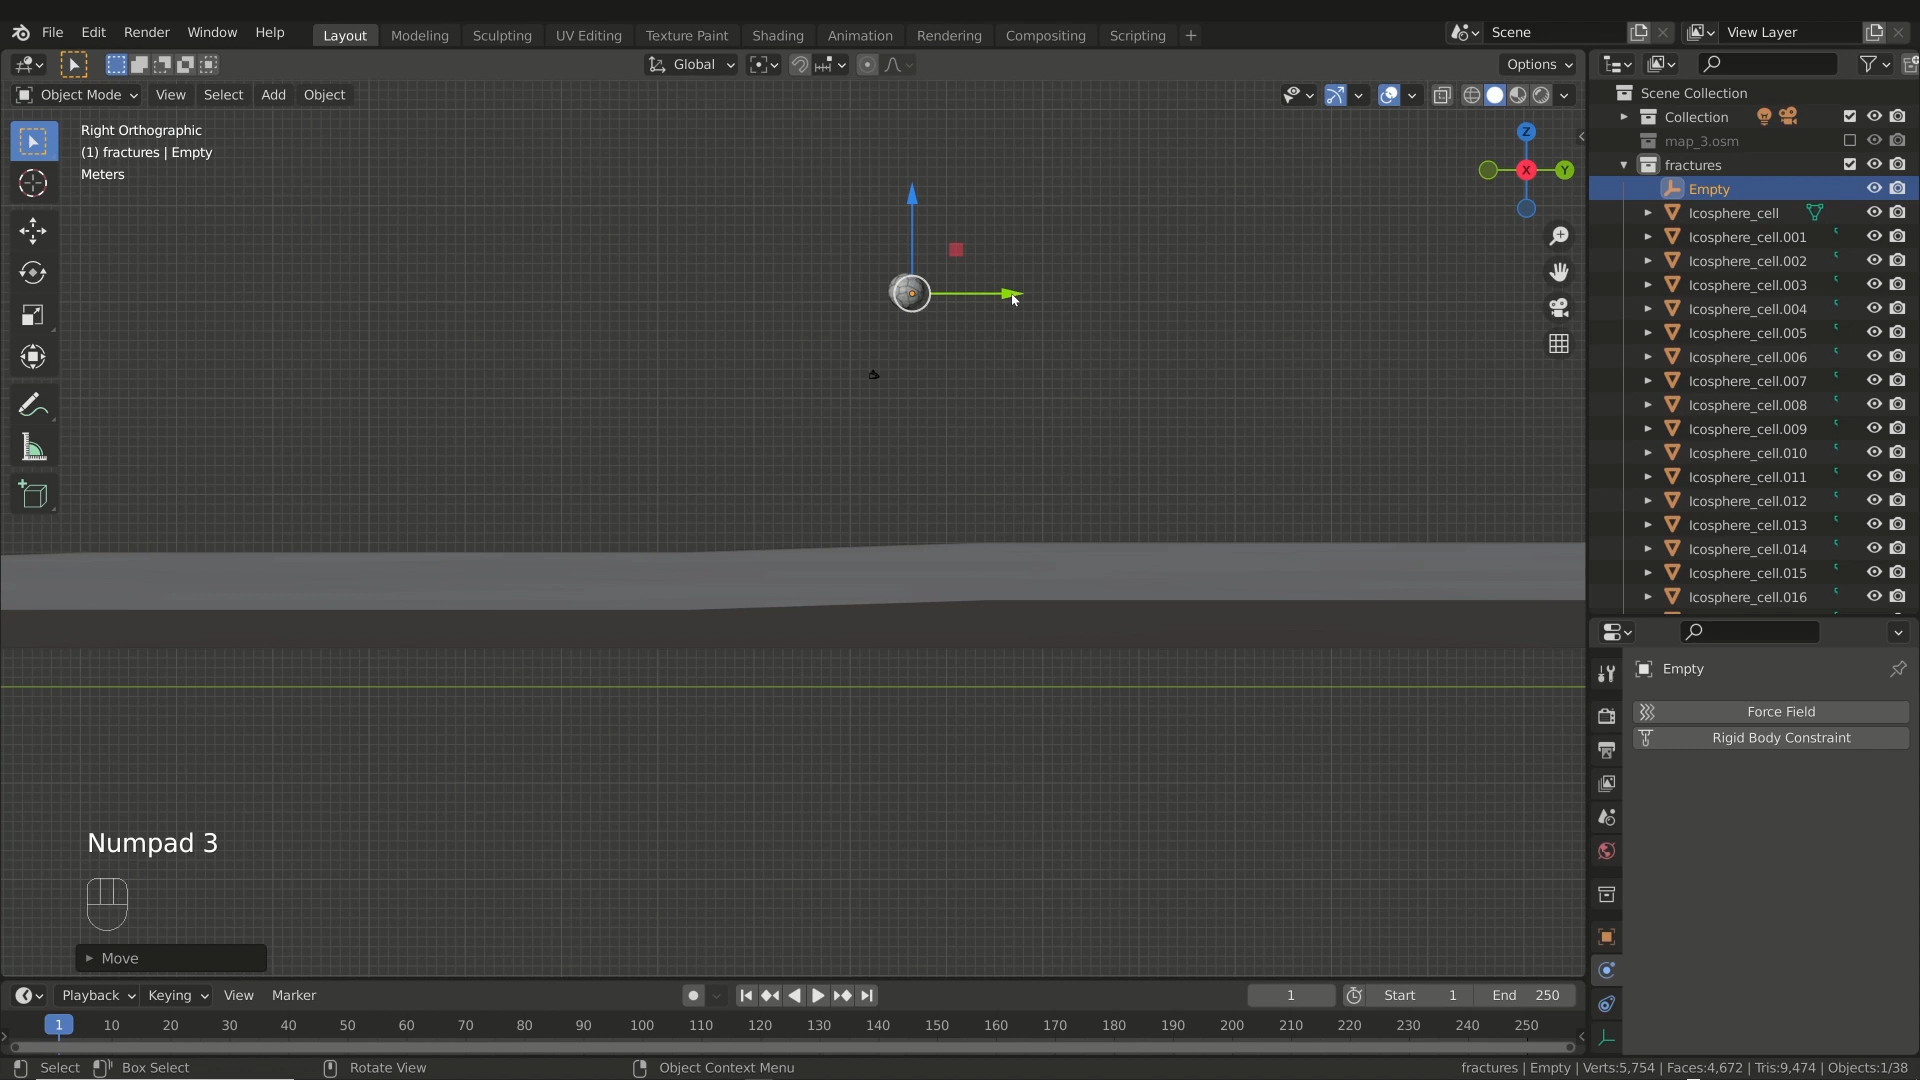 File Edit Render Window Help
Layout Modeling Sculpting UV Editing Texture Paint Shading Animation Rendering Compositing Scripting +
Scene
View Layer
Global
Options
Object Mode View Select Add Object
Right Orthographic
(1) fractures | Empty
Meters
Z
X
Y
Scene Collection
Collection
map_3.osm
fractures
Empty
Icosphere_cell
Icosphere_cell.001
Icosphere_cell.002
Icosphere_cell.003
Icosphere_cell.004
Icosphere_cell.005
Icosphere_cell.006
Icosphere_cell.007
Icosphere_cell.008
Icosphere_cell.009
Icosphere_cell.010
Icosphere_cell.011
Icosphere_cell.012
Icosphere_cell.013
Icosphere_cell.014
Icosphere_cell.015
Icosphere_cell.016
Empty
Force Field
Rigid Body Constraint
Numpad 3
Move
Playback Keying View Marker
1
Start 1
End 250
1 10 20 30 40 50 60 70 80 90 100 110 120 130 140 150 160 170 180 190 200 210 220 230 240 250
Select Box Select Rotate View Object Context Menu
fractures | Empty | Verts:5,754 | Faces:4,672 | Tris:9,474 | Objects:1/38